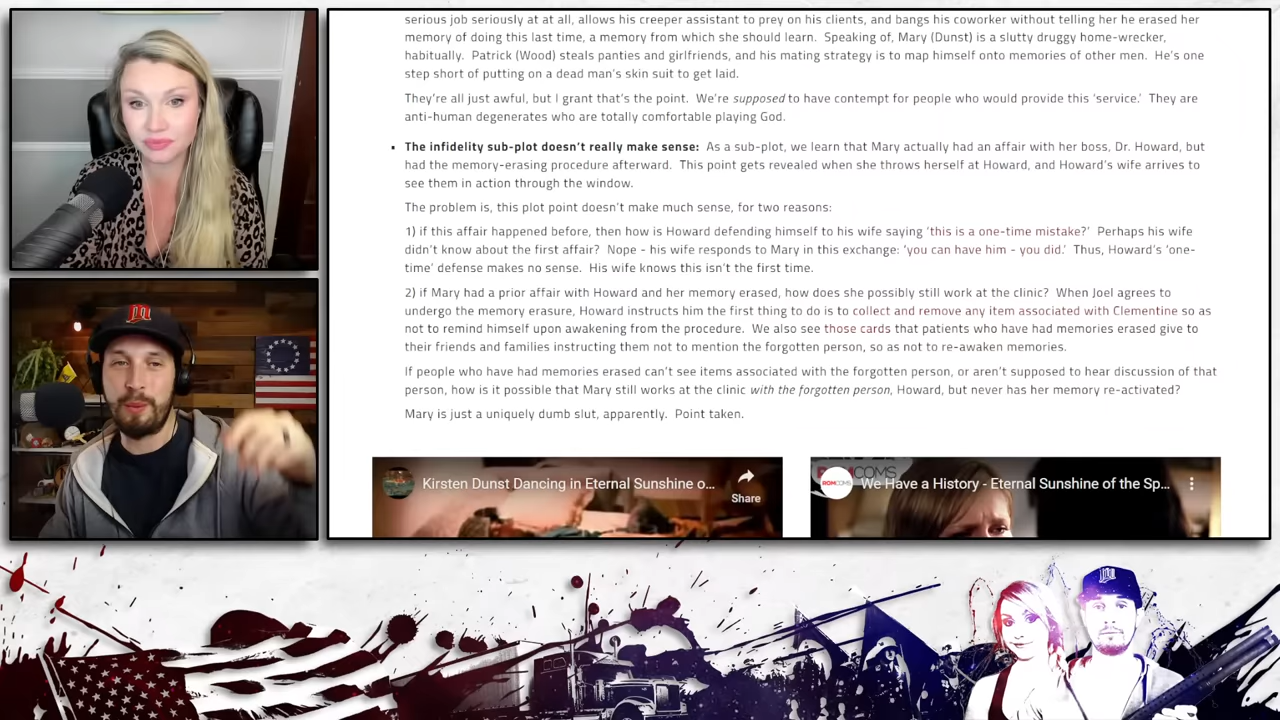 serious job seriously at at all, allows his creeper assistant to prey on his clients, and bangs his coworker without telling her he erased her
memory of doing this last time, a memory from which she should learn.  Speaking of, Mary (Dunst) is a slutty druggy home-wrecker,
habitually.  Patrick (Wood) steals panties and girlfriends, and his mating strategy is to map himself onto memories of other men.  He's one
step short of putting on a dead man's skin suit to get laid.
They're all just awful, but I grant that's the point.  We're supposed to have contempt for people who would provide this 'service.'  They are
anti-human degenerates who are totally comfortable playing God.
▪ The infidelity sub-plot doesn't really make sense:  As a sub-plot, we learn that Mary actually had an affair with her boss, Dr. Howard, but
had the memory-erasing procedure afterward.  This point gets revealed when she throws herself at Howard, and Howard's wife arrives to
see them in action through the window.
The problem is, this plot point doesn't make much sense, for two reasons:
1) if this affair happened before, then how is Howard defending himself to his wife saying 'this is a one-time mistake?'  Perhaps his wife
didn't know about the first affair?  Nope - his wife responds to Mary in this exchange: 'you can have him - you did.'  Thus, Howard's 'one-
time' defense makes no sense.  His wife knows this isn't the first time.
2) if Mary had a prior affair with Howard and her memory erased, how does she possibly still work at the clinic?  When Joel agrees to
undergo the memory erasure, Howard instructs him the first thing to do is to collect and remove any item associated with Clementine so as
not to remind himself upon awakening from the procedure.  We also see those cards that patients who have had memories erased give to
their friends and families instructing them not to mention the forgotten person, so as not to re-awaken memories.
If people who have had memories erased can't see items associated with the forgotten person, or aren't supposed to hear discussion of that
person, how is it possible that Mary still works at the clinic with the forgotten person, Howard, but never has her memory re-activated?
Mary is just a uniquely dumb slut, apparently.  Point taken.
Kirsten Dunst Dancing in Eternal Sunshine o...
Share
ROMCOMS
ROMCOMS
We Have a History - Eternal Sunshine of the Sp...